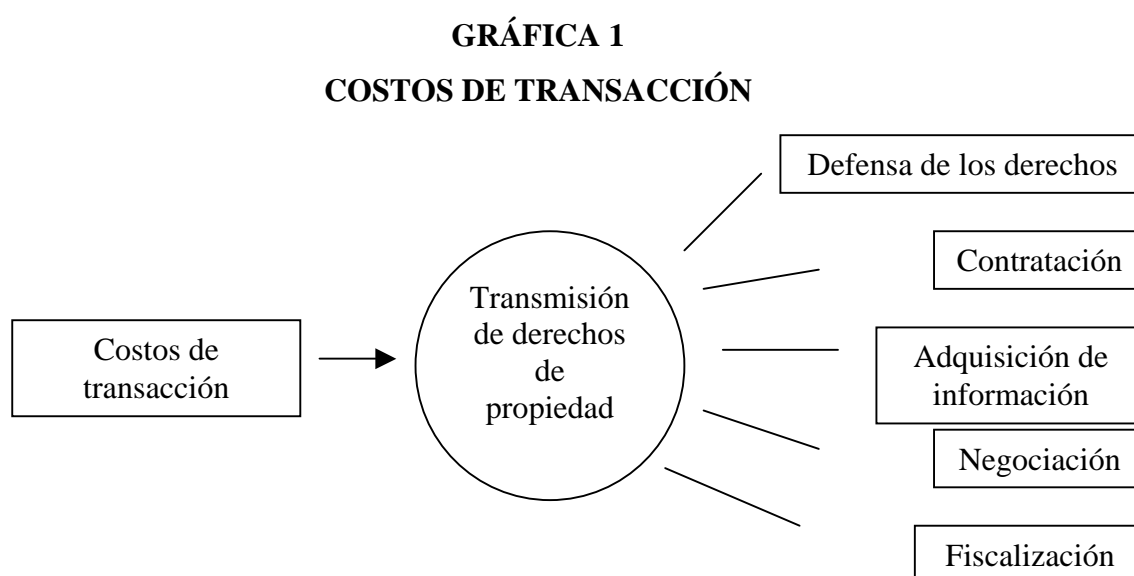 GRÁFICA 1
COSTOS DE TRANSACCIÓN
Costos de
transacción
Transmisión
de derechos
de
propiedad
Defensa de los derechos
Contratación
Adquisición de
información
Negociación
Fiscalización